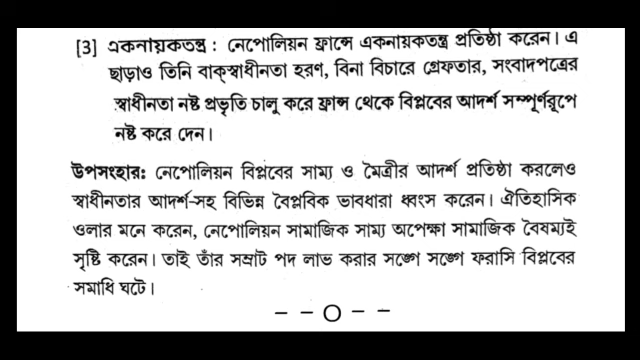 [3] একনায়কতন্ত্র : নেপোলিয়ন ফ্রান্সে একনায়কতন্ত্র প্রতিষ্ঠা করেন। এ
ছাড়াও তিনি বাক্‌স্বাধীনতা হরণ, বিনা বিচারে গ্রেফতার, সংবাদপত্রের
স্বাধীনতা নষ্ট প্রভৃতি চালু করে ফ্রান্স থেকে বিপ্লবের আদর্শ সম্পূর্ণরূপে
নষ্ট করে দেন।
উপসংহার: নেপোলিয়ন বিপ্লবের সাম্য ও মৈত্রীর আদর্শ প্রতিষ্ঠা করলেও
স্বাধীনতার আদর্শ-সহ বিভিন্ন বৈপ্লবিক ভাবধারা ধ্বংস করেন। ঐতিহাসিক
ওলার মনে করেন, নেপোলিয়ন সামাজিক সাম্য অপেক্ষা সামাজিক বৈষম্যই
সৃষ্টি করেন। তাই তাঁর সম্রাট পদ লাভ করার সঙ্গে সঙ্গে ফরাসি বিপ্লবের
সমাধি ঘটে।
– – O – –